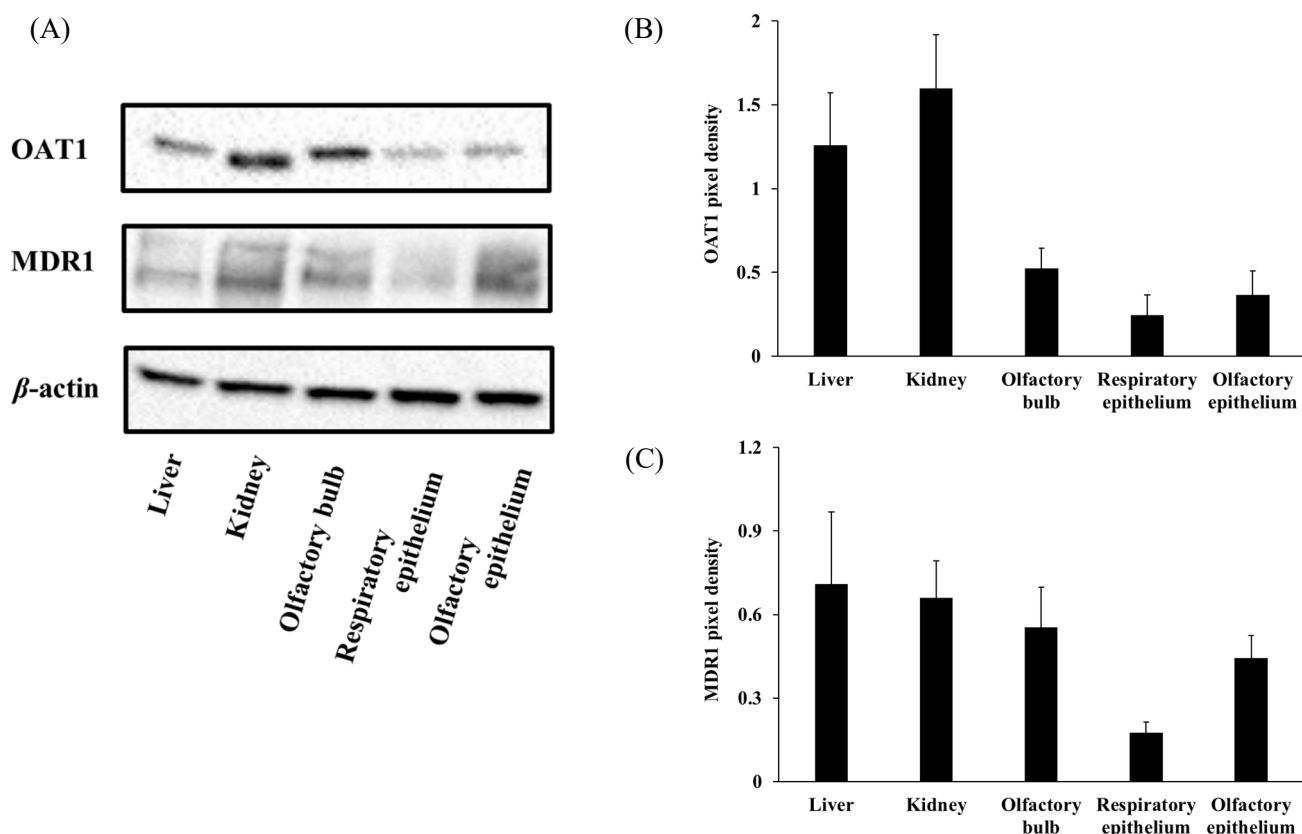 (A)
OAT1
MDR1
β-actin
Liver
Kidney
Olfactory bulb
Respiratory
epithelium
Olfactory
epithelium
(B)
OAT1 pixel density
2
1.5
1
0.5
0
Liver
Kidney
Olfactory
bulb
Respiratory
epithelium
Olfactory
epithelium
(C)
MDR1 pixel density
1.2
0.9
0.6
0.3
0
Liver
Kidney
Olfactory
bulb
Respiratory
epithelium
Olfactory
epithelium